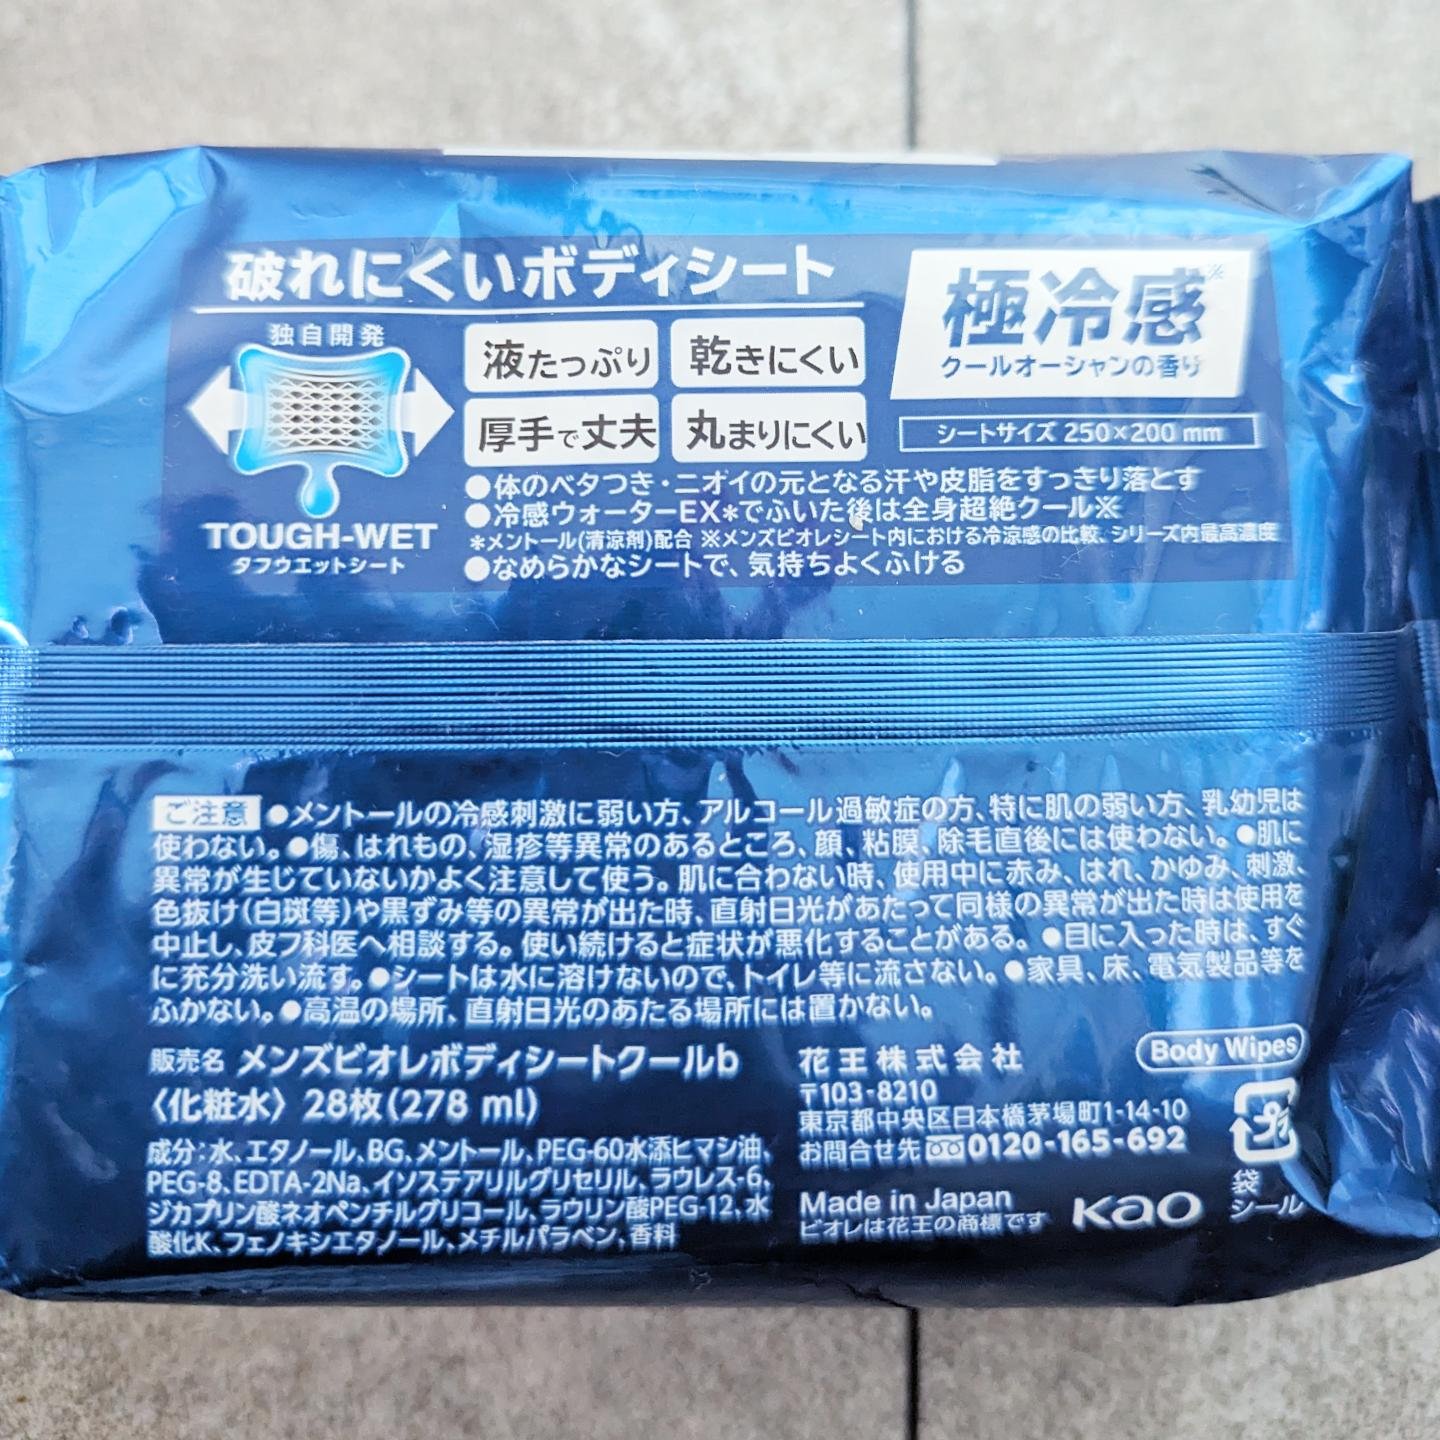 破れにくいボディシート
独自開発
TOUGH-WET
タフウエットシート
液たっぷり
乾きにくい
厚手で丈夫
丸まりにくい
極冷感※
クールオーシャンの香り
シートサイズ 250×200 mm
●体のベタつき・ニオイの元となる汗や皮脂をすっきり落とす
●冷感ウォーターEX*でふいた後は全身超絶クール※
*メントール(清涼剤)配合 ※メンズビオレシート内における冷涼感の比較、シリーズ内最高濃度
●なめらかなシートで、気持ちよくふける
ご注意 ●メントールの冷感刺激に弱い方、アルコール過敏症の方、特に肌の弱い方、乳幼児は
使わない。●傷、はれもの、湿疹等異常のあるところ、顔、粘膜、除毛直後には使わない。●肌に
異常が生じていないかよく注意して使う。肌に合わない時、使用中に赤み、はれ、かゆみ、刺激、
色抜け(白斑等)や黒ずみ等の異常が出た時、直射日光があたって同様の異常が出た時は使用を
中止し、皮フ科医へ相談する。使い続けると症状が悪化することがある。●目に入った時は、すぐ
に充分洗い流す。●シートは水に溶けないので、トイレ等に流さない。●家具、床、電気製品等を
ふかない。●高温の場所、直射日光のあたる場所には置かない。
販売名 メンズビオレボディシートクールb
〈化粧水〉 28枚(278 ml)
成分:水、エタノール、BG、メントール、PEG-60水添ヒマシ油、
PEG-8、EDTA-2Na、イソステアリルグリセリル、ラウレス-6、
ジカプリン酸ネオペンチルグリコール、ラウリン酸PEG-12、水
酸化K、フェノキシエタノール、メチルパラベン、香料
花王株式会社
〒103-8210
東京都中央区日本橋茅場町1-14-10
お問合せ先 0120-165-692
Made in Japan
ビオレは花王の商標です
Kao
Body Wipes
プラ
袋
シール